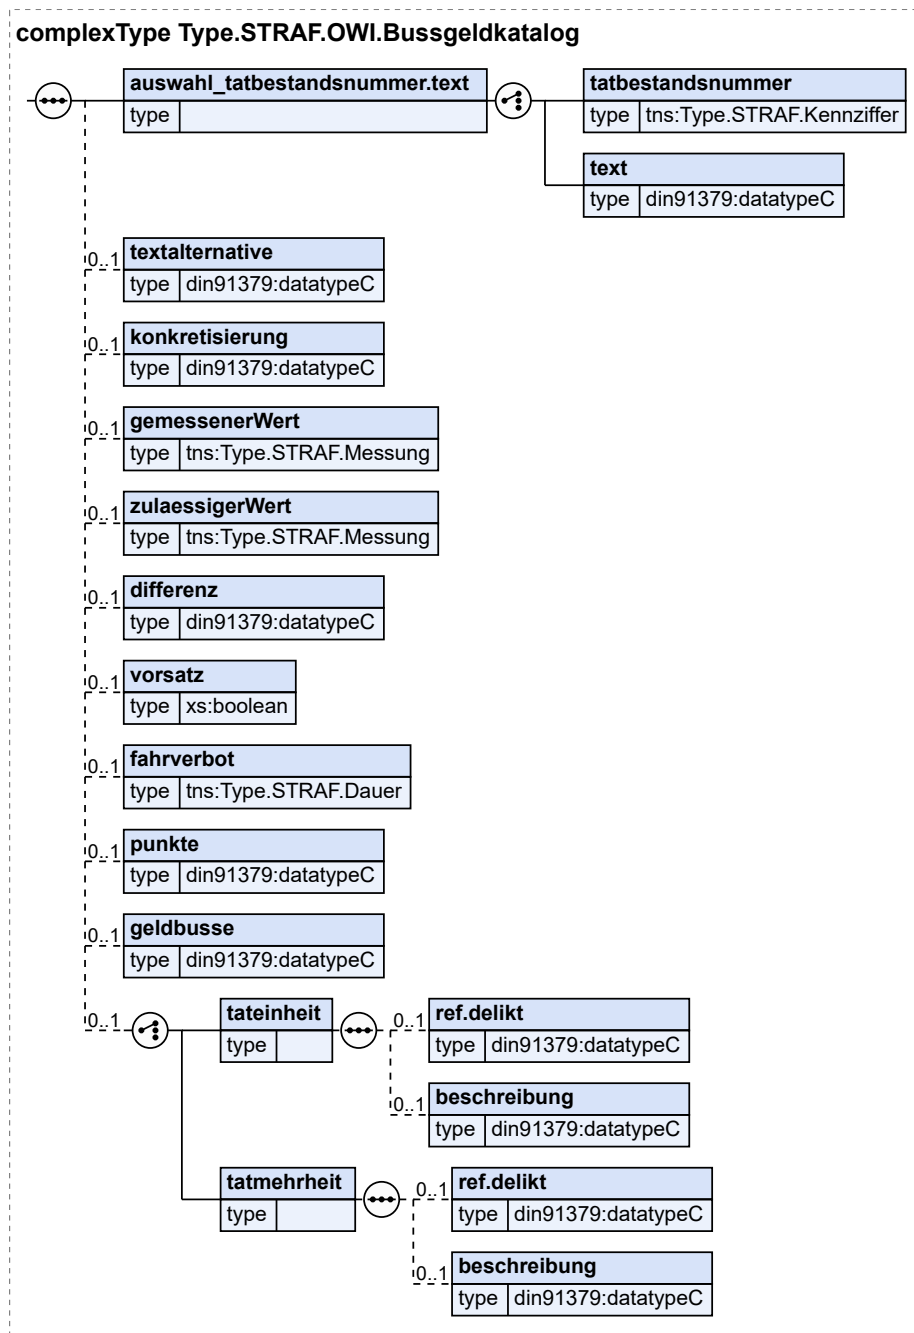 complexType Type.STRAF.OWI.Bussgeldkatalog
auswahl_tatbestandsnummer.text
type
tatbestandsnummer
type tns:Type.STRAF.Kennziffer
text
type din91379:datatypeC
0..1
textalternative
type din91379:datatypeC
0..1
konkretisierung
type din91379:datatypeC
0..1
gemessenerWert
type tns:Type.STRAF.Messung
0..1
zulaessigerWert
type tns:Type.STRAF.Messung
0..1
differenz
type din91379:datatypeC
0..1
vorsatz
type xs:boolean
0..1
fahrverbot
type tns:Type.STRAF.Dauer
0..1
punkte
type din91379:datatypeC
0..1
geldbusse
type din91379:datatypeC
0..1
tateinheit
type
0..1
ref.delikt
type din91379:datatypeC
0..1
beschreibung
type din91379:datatypeC
tatmehrheit
type
0..1
ref.delikt
type din91379:datatypeC
0..1
beschreibung
type din91379:datatypeC